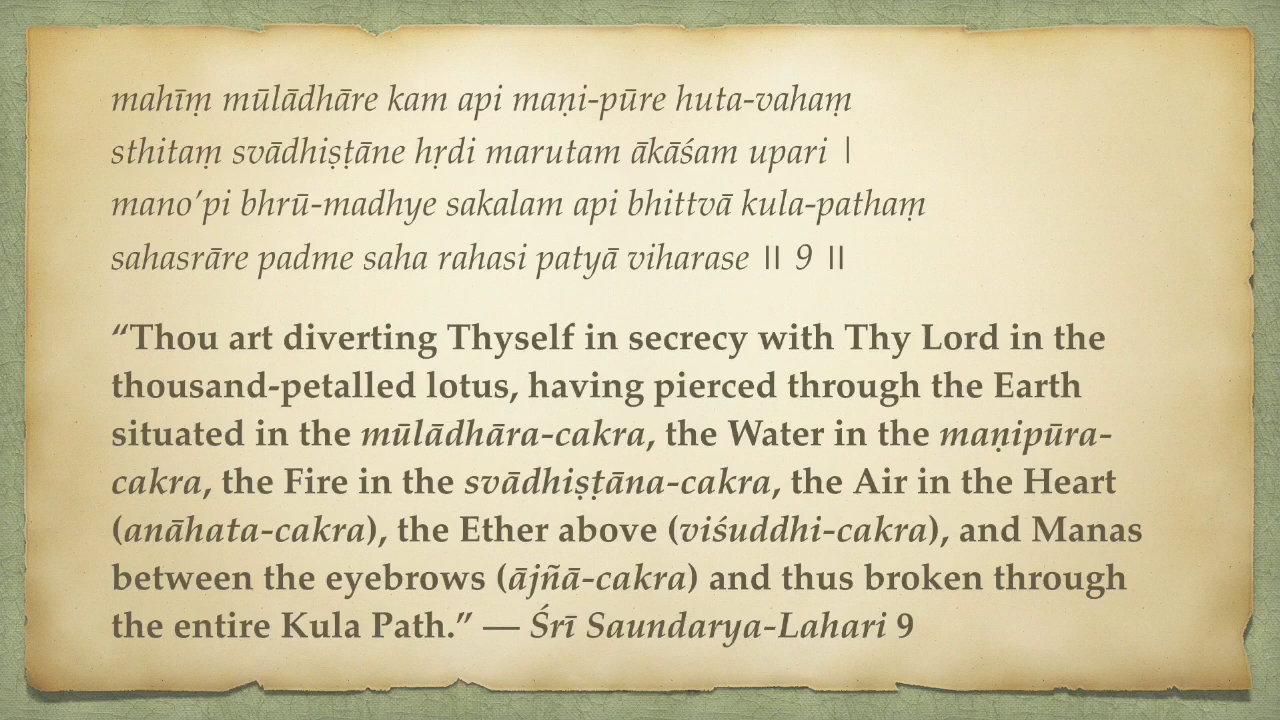 mahīṃ mūlādhāre kam api maṇi-pūre huta-vahaṃ
sthitaṃ svādhiṣṭāne hṛdi marutam ākāśam upari |
mano’pi bhrū-madhye sakalam api bhittvā kula-pathaṃ
sahasrāre padme saha rahasi patyā viharase || 9 ||
“Thou art diverting Thyself in secrecy with Thy Lord in the
thousand-petalled lotus, having pierced through the Earth
situated in the mūlādhāra-cakra, the Water in the maṇipūra-
cakra, the Fire in the svādhiṣṭāna-cakra, the Air in the Heart
(anāhata-cakra), the Ether above (viśuddhi-cakra), and Manas
between the eyebrows (ājñā-cakra) and thus broken through
the entire Kula Path.” — Śrī Saundarya-Lahari 9